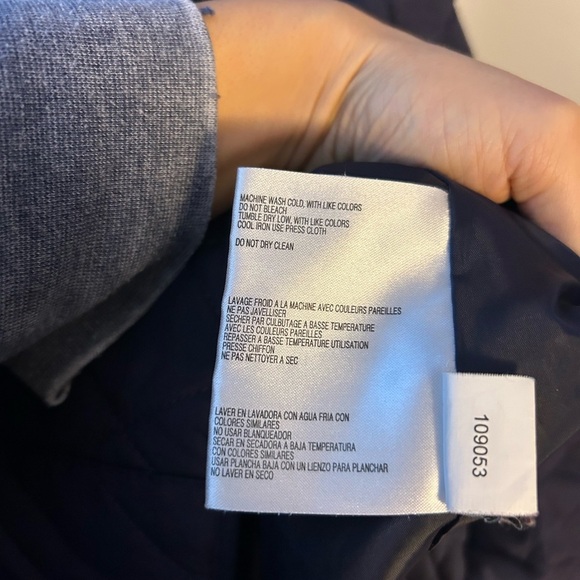 MACHINE WASH COLD, WITH LIKE COLORS
DO NOT BLEACH
TUMBLE DRY LOW, WITH LIKE COLORS
COOL IRON USE PRESS CLOTH
DO NOT DRY CLEAN
LAVAGE FROID A LA MACHINE AVEC COULEURS PAREILLES
NE PAS JAVELLISER
SECHER PAR CULBUTAGE A BASSE TEMPERATURE
AVEC LES COULEURS PAREILLES
REPASSER A BASSE TEMPERATURE UTILISATION
PRESSE CHIFFON
NE PAS NETTOYER A SEC
LAVER EN LAVADORA CON AGUA FRIA CON
COLORES SIMILARES
NO USAR BLANQUEADOR
SECAR EN SECADORA A BAJA TEMPERATURA
CON COLORES SIMILARES
USAR PLANCHA BAJA CON UN LIENZO PARA PLANCHAR
NO LAVER EN SECO
109053